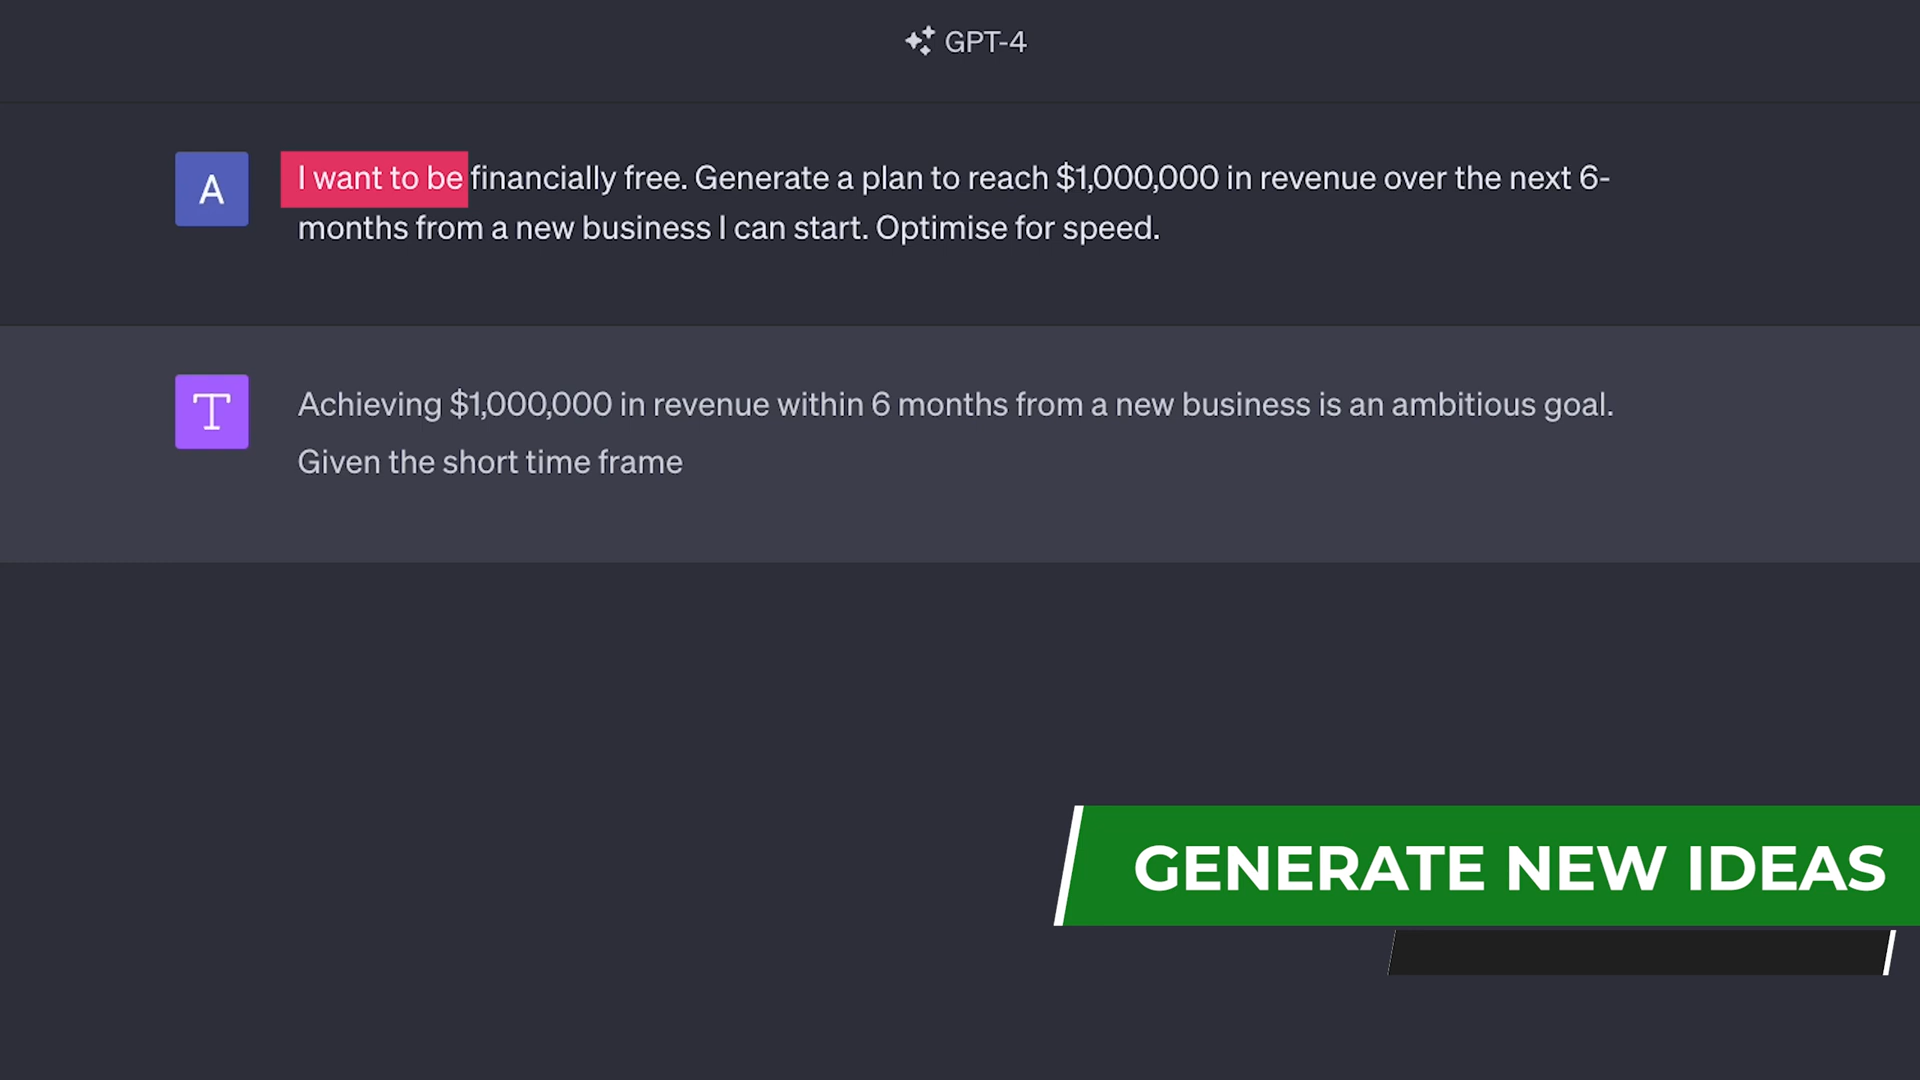 GPT-4
A
I want to be financially free. Generate a plan to reach $1,000,000 in revenue over the next 6-
months from a new business I can start. Optimise for speed.
T
Achieving $1,000,000 in revenue within 6 months from a new business is an ambitious goal.
Given the short time frame
GENERATE NEW IDEAS